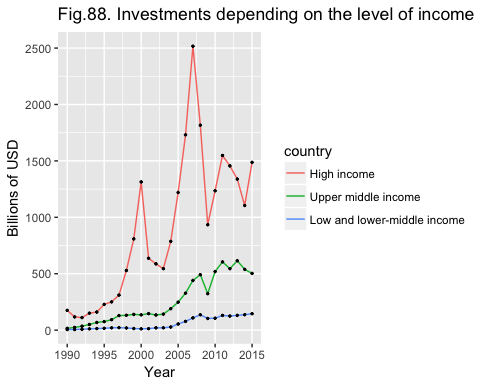 Fig.88. Investments depending on the level of income
2500
2000
1500
1000
500
0
Billions of USD
1990
1995
2000
2005
2010
2015
Year
country
High income
Upper middle income
Low and lower-middle income